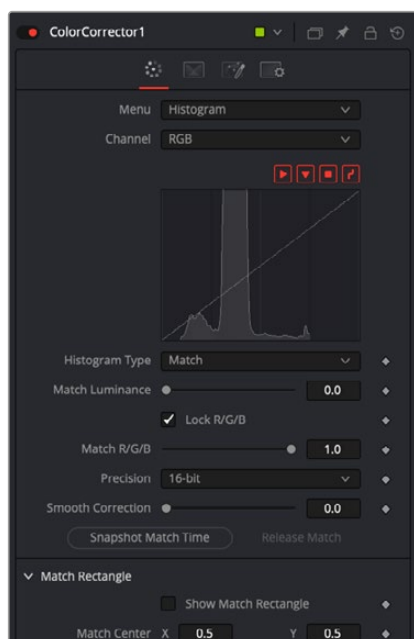 ColorCorrector1
Menu Histogram
Channel RGB
Histogram Type Match
Match Luminance 0.0
Lock R/G/B
Match R/G/B 1.0
Precision 16-bit
Smooth Correction 0.0
Snapshot Match Time Release Match
Match Rectangle
Show Match Rectangle
Match Center X 0.5 Y 0.5